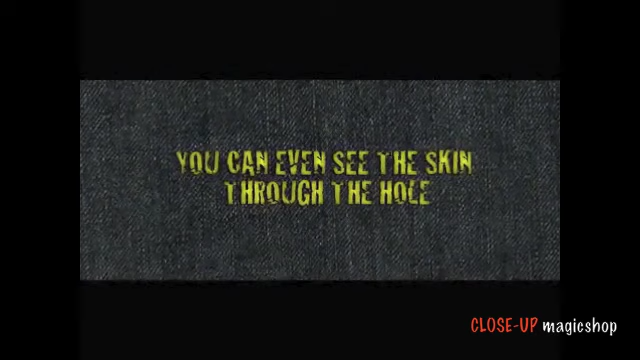 YOU CAN EVEN SEE THE SKIN
THROUGH THE HOLE
CLOSE-UP magicshop